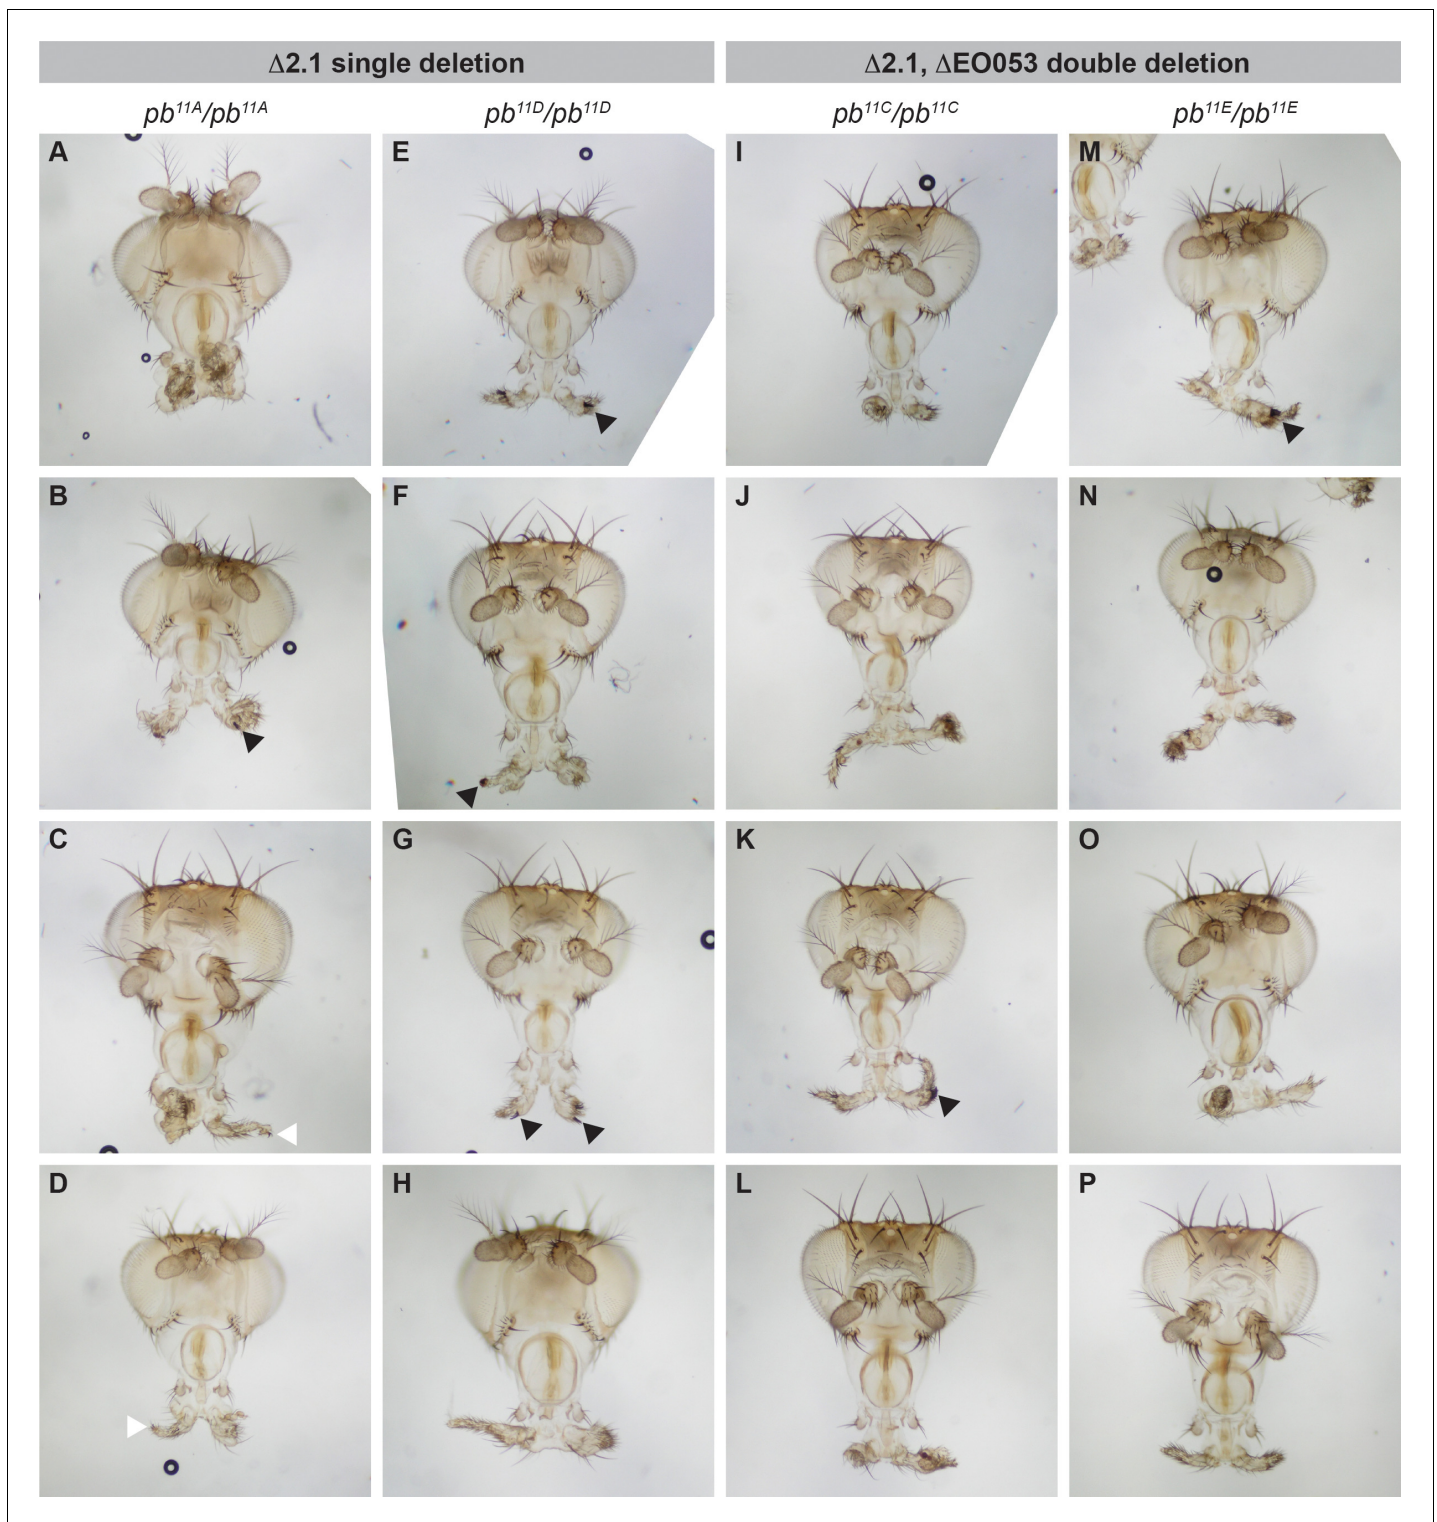 Δ2.1 single deletion
Δ2.1, ΔEO053 double deletion
pb11A/pb11A
pb11D/pb11D
pb11C/pb11C
pb11E/pb11E
A
E
I
M
B
F
J
N
C
G
K
O
D
H
L
P